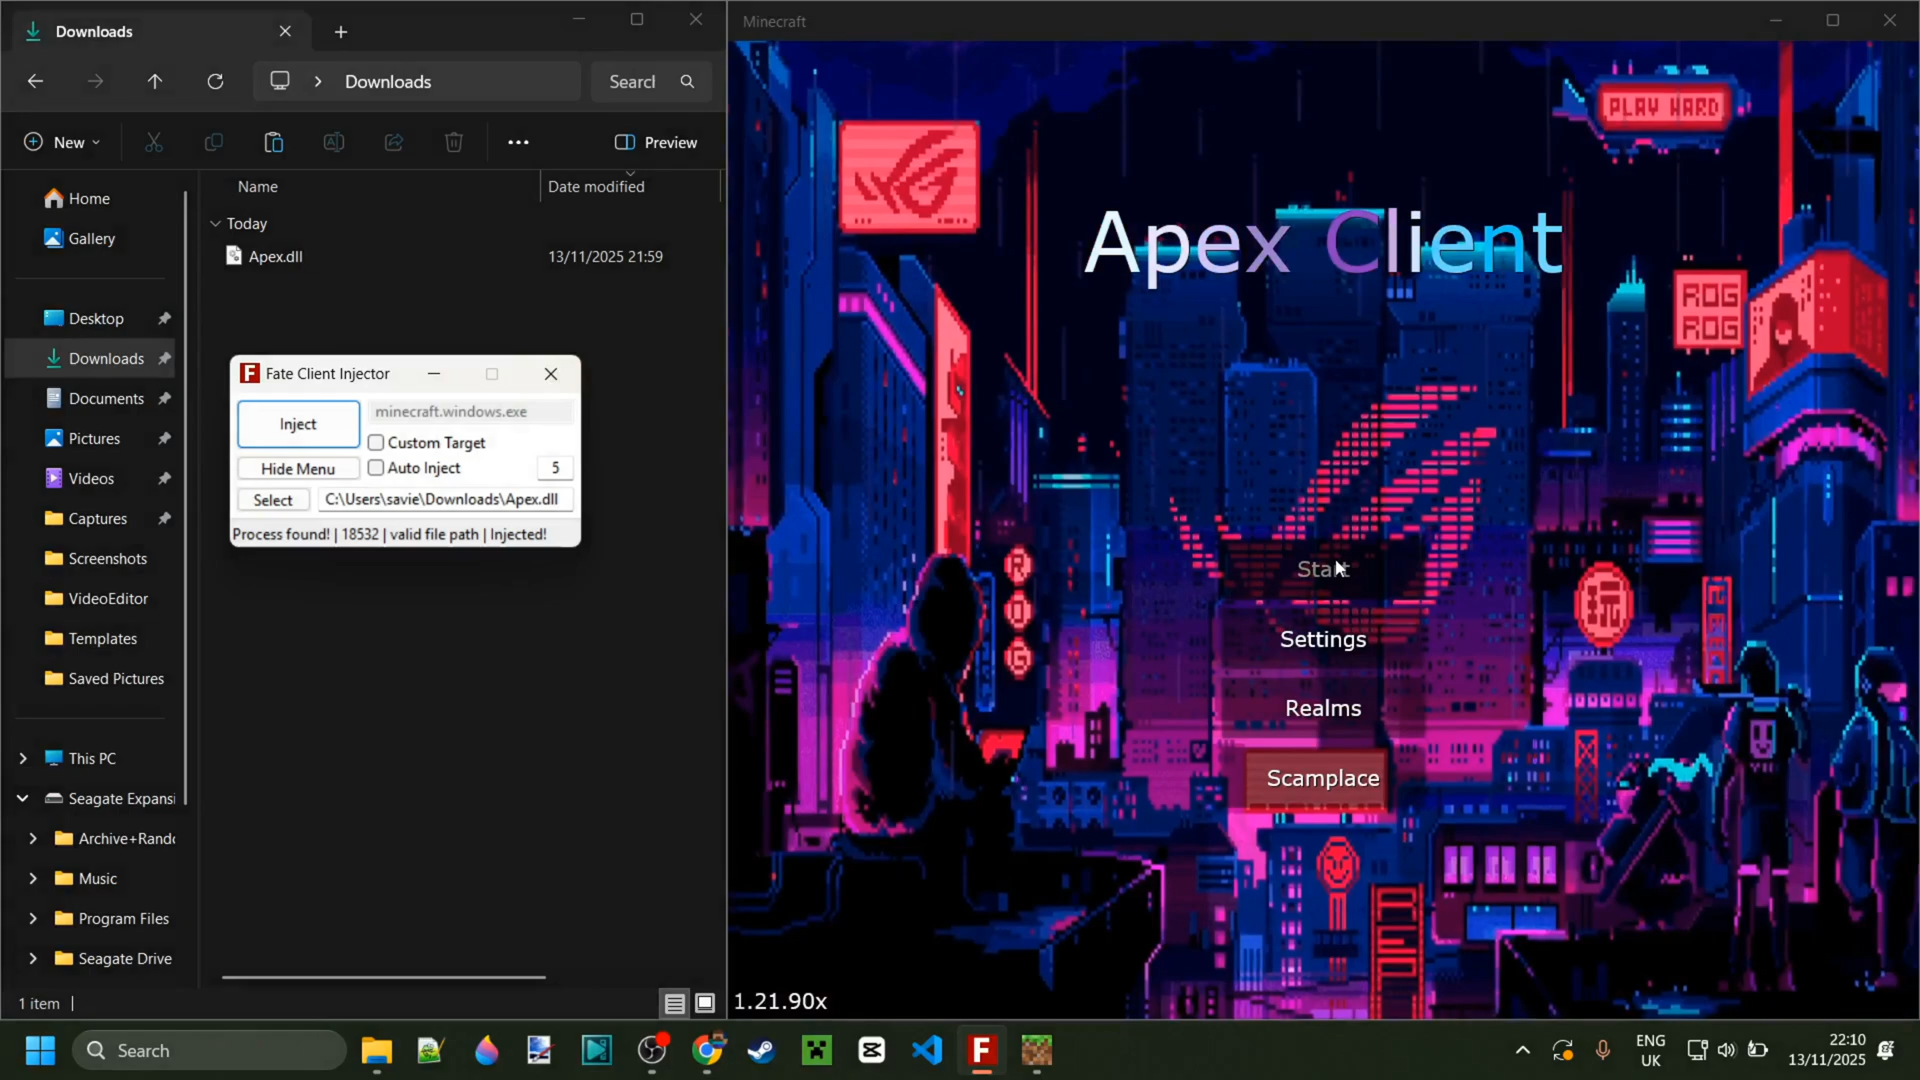 Downloads
Downloads
Searcl
New
Preview
Name
Date modified
Home
Gallery
Today
Apex.dll
13/11/2025 21:59
Desktop
Downloads
Documents
Pictures
Videos
Captures
Screenshots
VideoEditor
Templates
Saved Pictures
This PC
Seagate Expansi
Archive+Rando
Music
Program Files
Seagate Drive
1 item
Fate Client Injector
Inject
minecraft.windows.exe
Custom Target
Hide Menu
Auto Inject
5
Select
C:\Users\savie\Downloads\Apex.dll
Process found! | 18532 | valid file path | Injected!
Minecraft
PLAY HARD
Apex Client
ROG
ROG
R
O
G
玩
Start
Settings
Realms
Scamplace
1.21.90x
Search
ENG
UK
22:10
13/11/2025